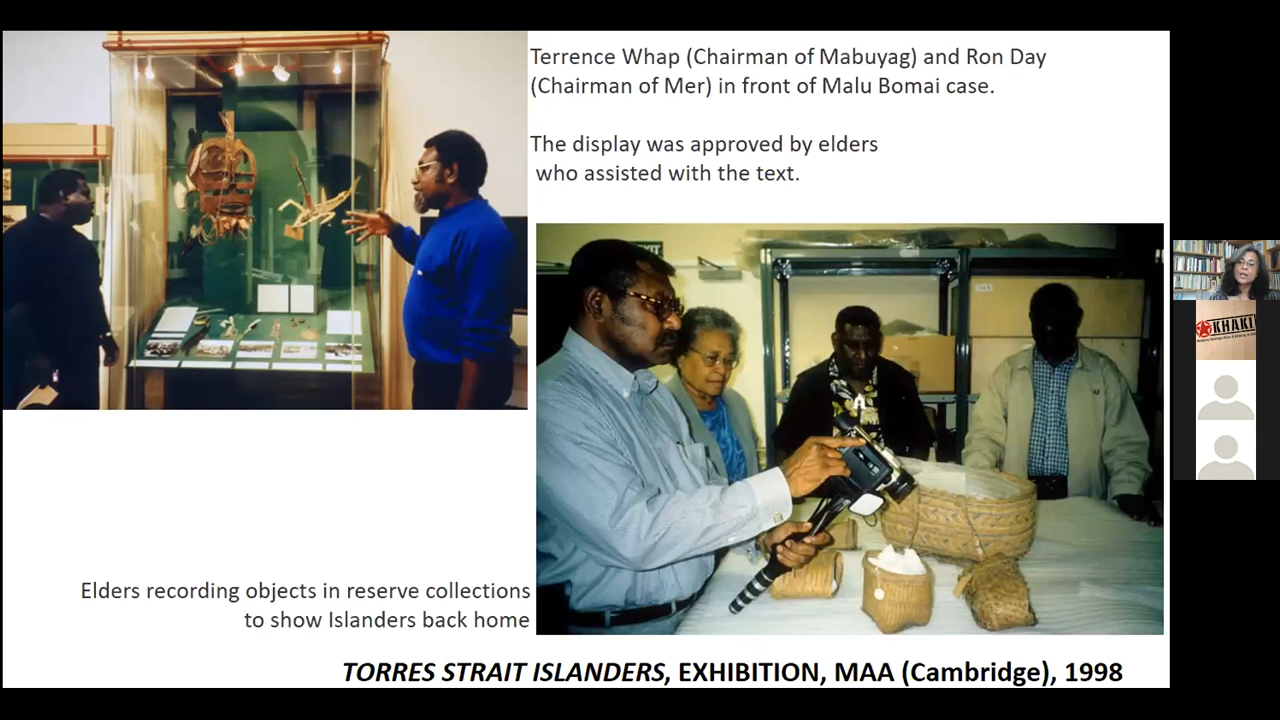 Terrence Whap (Chairman of Mabuyag) and Ron Day
(Chairman of Mer) in front of Malu Bomai case.
The display was approved by elders
who assisted with the text.
Elders recording objects in reserve collections
to show Islanders back home
TORRES STRAIT ISLANDERS, EXHIBITION, MAA (Cambridge), 1998
KHAKI